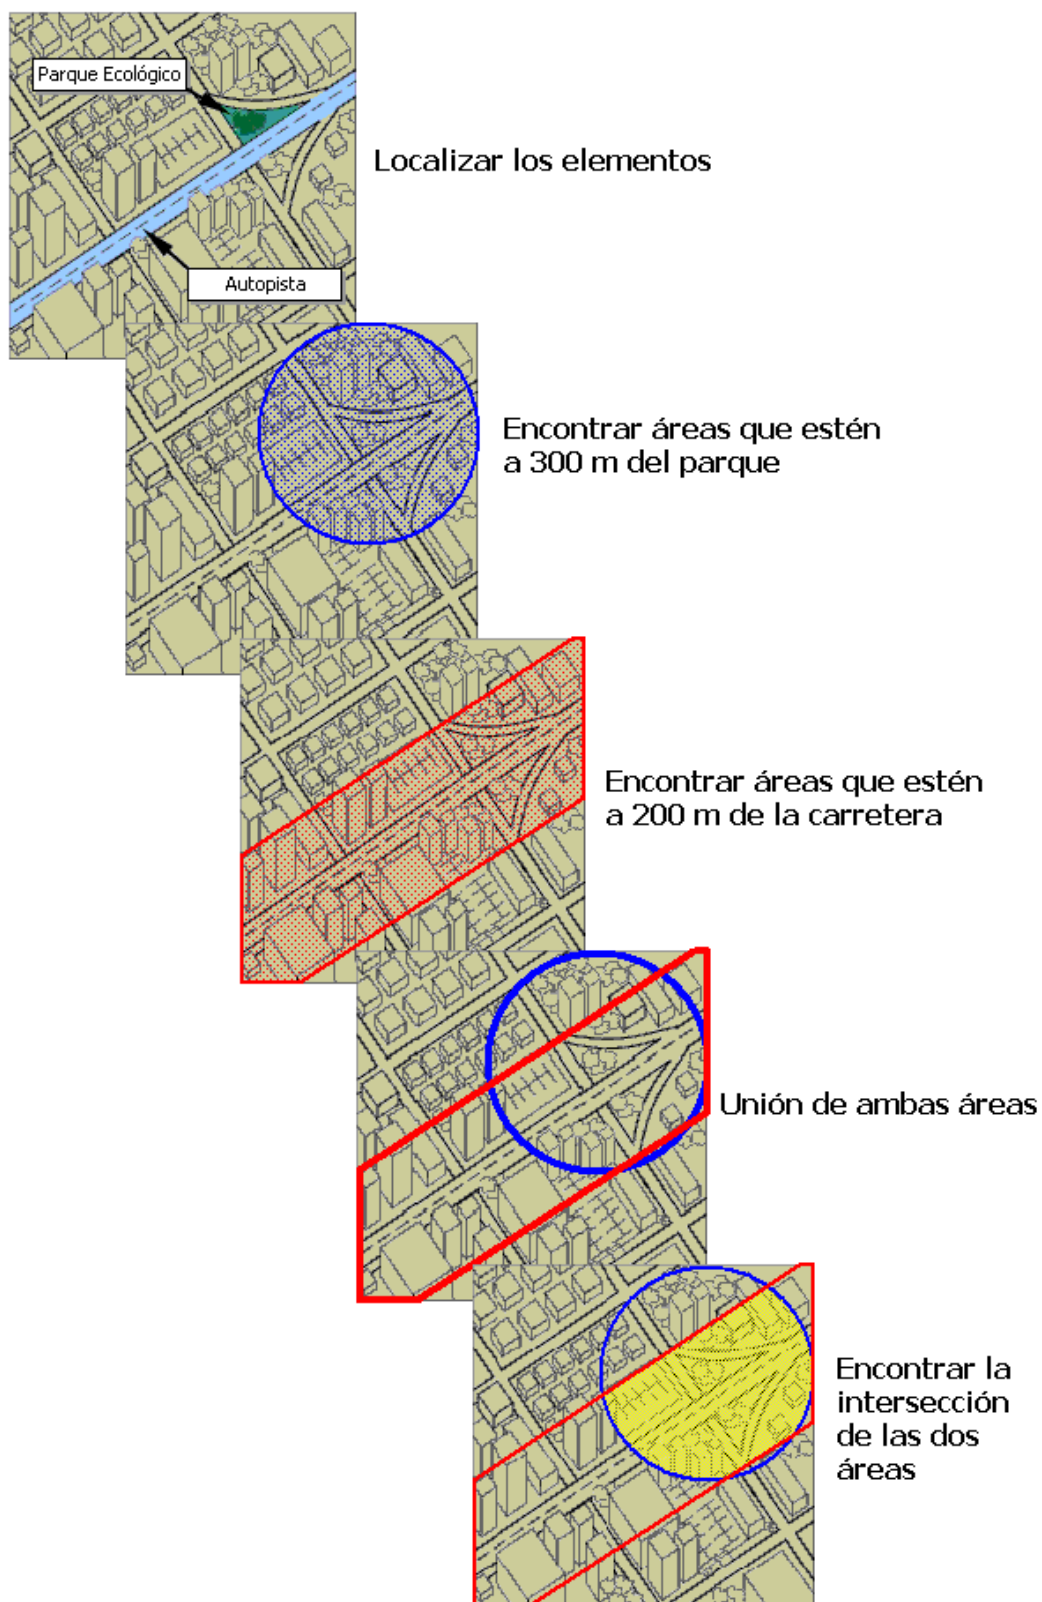 Parque Ecológico
Localizar los elementos
Autopista
Encontrar áreas que estén
a 300 m del parque
Encontrar áreas que estén
a 200 m de la carretera
Unión de ambas áreas
Encontrar la
intersección
de las dos
áreas